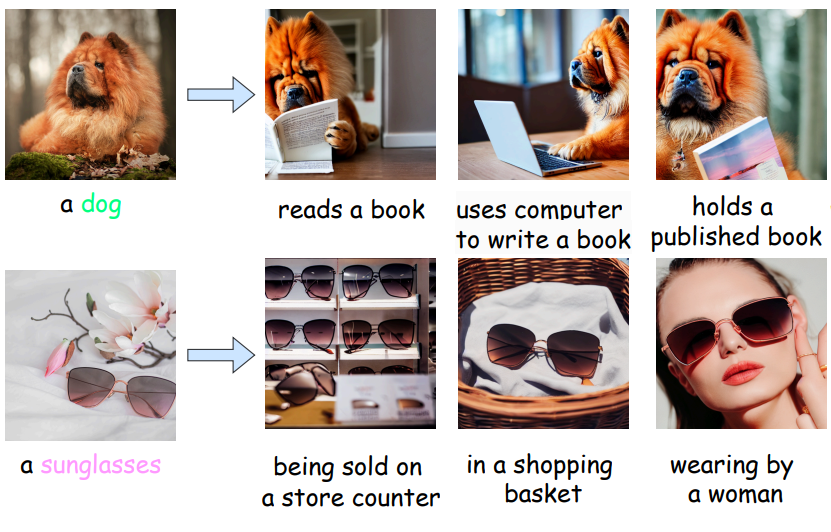 a dog
reads a book
uses computer
to write a book
holds a
published book
a sunglasses
being sold on
a store counter
in a shopping
basket
wearing by
a woman